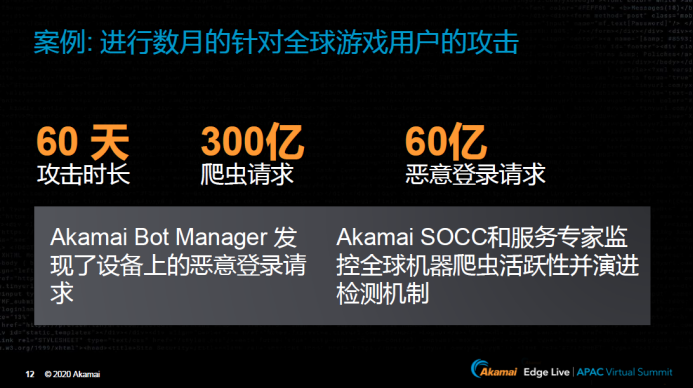 案例: 进行数月的针对全球游戏用户的攻击
60 天
攻击时长
300亿
爬虫请求
60亿
恶意登录请求
Akamai Bot Manager 发
现了设备上的恶意登录请
求
Akamai SOCC和服务专家监
控全球机器爬虫活跃性并演进
检测机制
12 © 2020 Akamai
Akamai Edge Live | APAC Virtual Summit